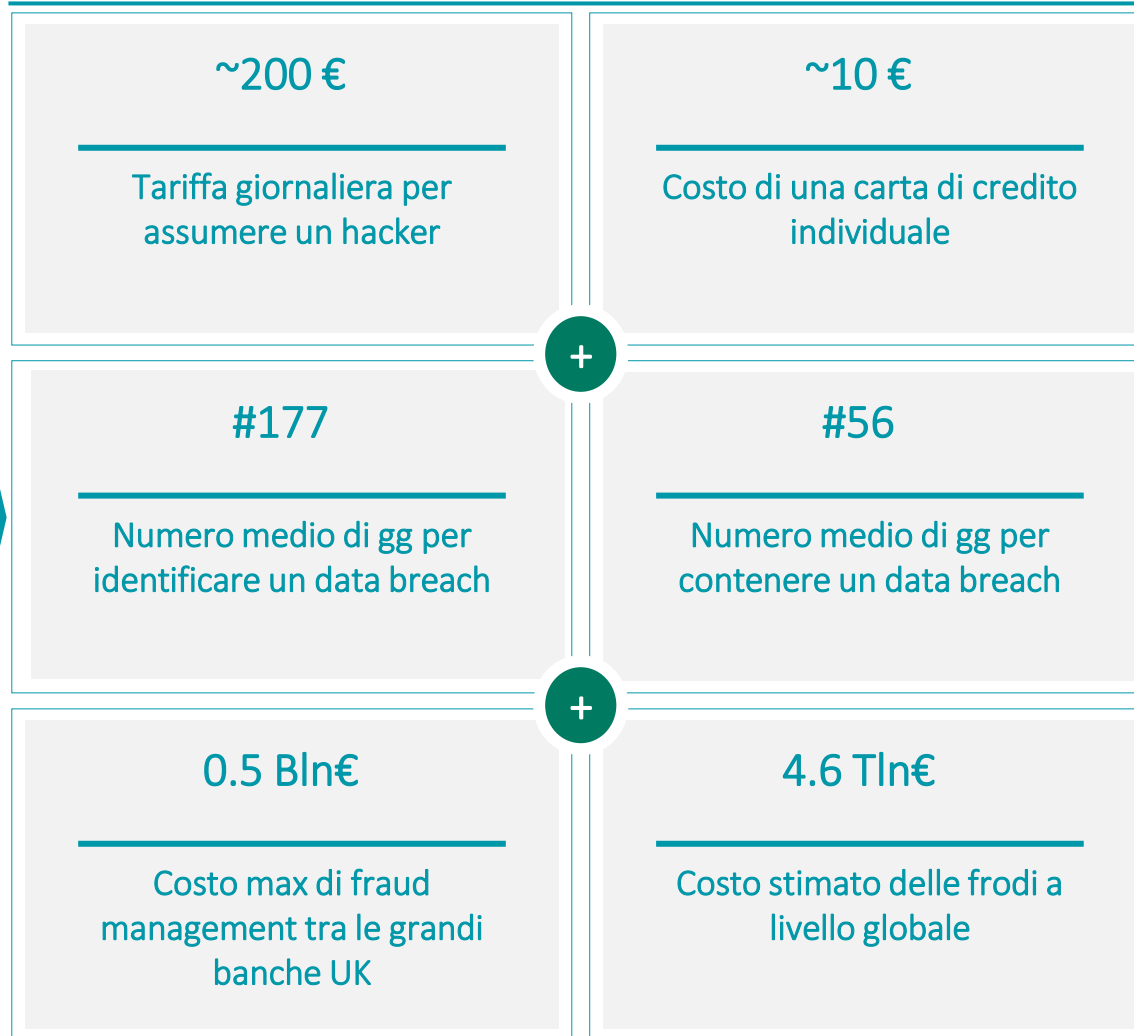 ~200 €
Tariffa giornaliera per
assumere un hacker
~10 €
Costo di una carta di credito
individuale
+
#177
Numero medio di gg per
identificare un data breach
#56
Numero medio di gg per
contenere un data breach
+
0.5 Bln€
Costo max di fraud
management tra le grandi
banche UK
4.6 Tln€
Costo stimato delle frodi a
livello globale